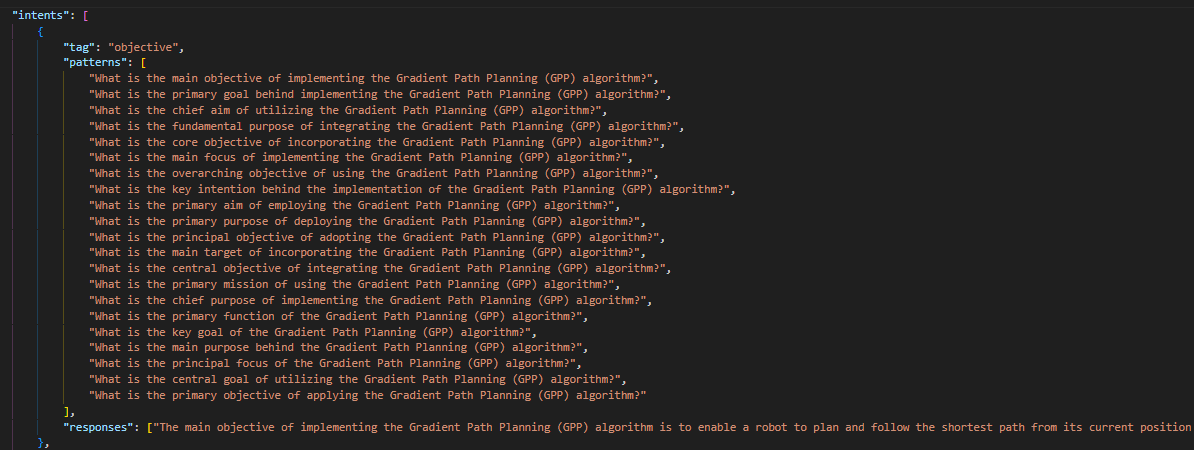 "intents": [
{
"tag": "objective",
"patterns": [
"What is the main objective of implementing the Gradient Path Planning (GPP) algorithm?",
"What is the primary goal behind implementing the Gradient Path Planning (GPP) algorithm?",
"What is the chief aim of utilizing the Gradient Path Planning (GPP) algorithm?",
"What is the fundamental purpose of integrating the Gradient Path Planning (GPP) algorithm?",
"What is the core objective of incorporating the Gradient Path Planning (GPP) algorithm?",
"What is the main focus of implementing the Gradient Path Planning (GPP) algorithm?",
"What is the overarching objective of using the Gradient Path Planning (GPP) algorithm?",
"What is the key intention behind the implementation of the Gradient Path Planning (GPP) algorithm?",
"What is the primary aim of employing the Gradient Path Planning (GPP) algorithm?",
"What is the primary purpose of deploying the Gradient Path Planning (GPP) algorithm?",
"What is the principal objective of adopting the Gradient Path Planning (GPP) algorithm?",
"What is the main target of incorporating the Gradient Path Planning (GPP) algorithm?",
"What is the central objective of integrating the Gradient Path Planning (GPP) algorithm?",
"What is the primary mission of using the Gradient Path Planning (GPP) algorithm?",
"What is the chief purpose of implementing the Gradient Path Planning (GPP) algorithm?",
"What is the primary function of the Gradient Path Planning (GPP) algorithm?",
"What is the key goal of the Gradient Path Planning (GPP) algorithm?",
"What is the main purpose behind the Gradient Path Planning (GPP) algorithm?",
"What is the principal focus of the Gradient Path Planning (GPP) algorithm?",
"What is the central goal of utilizing the Gradient Path Planning (GPP) algorithm?",
"What is the primary objective of applying the Gradient Path Planning (GPP) algorithm?"
],
"responses": ["The main objective of implementing the Gradient Path Planning (GPP) algorithm is to enable a robot to plan and follow the shortest path from its current position
},